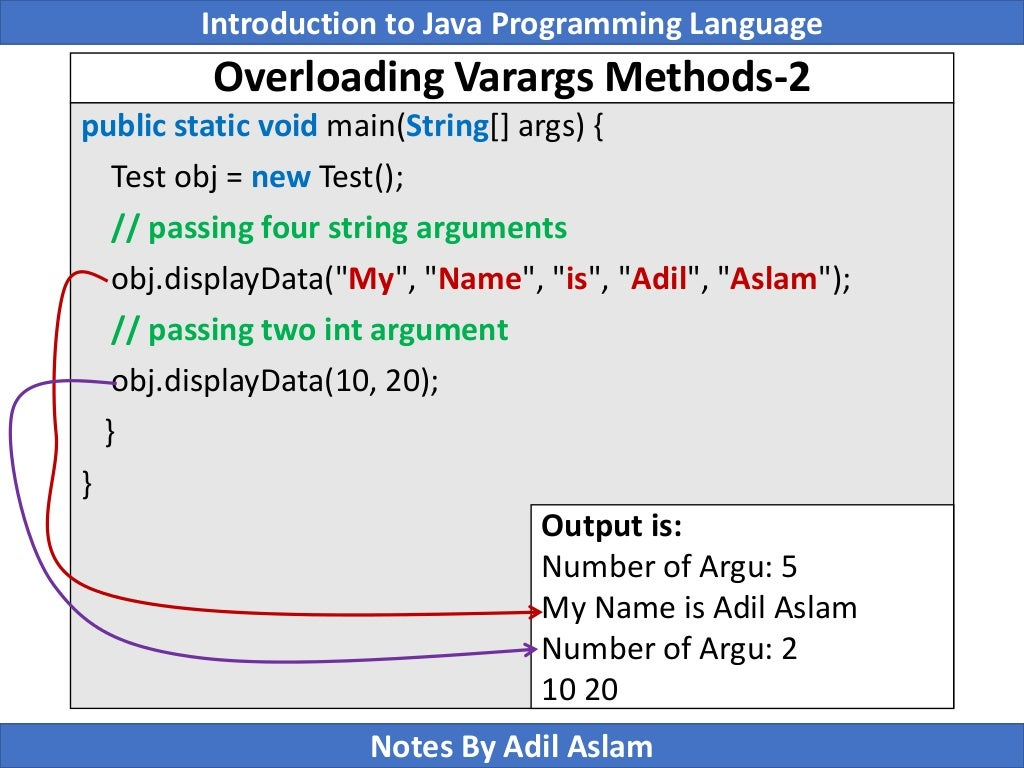 Introduction to Java Programming Language
Overloading Varargs Methods-2
public static void main(String[] args) {
Test obj = new Test();
// passing four string arguments
obj.displayData("My", "Name", "is", "Adil", "Aslam");
// passing two int argument
obj.displayData(10, 20);
}
}
Output is:
Number of Argu: 5
My Name is Adil Aslam
Number of Argu: 2
10 20
Notes By Adil Aslam